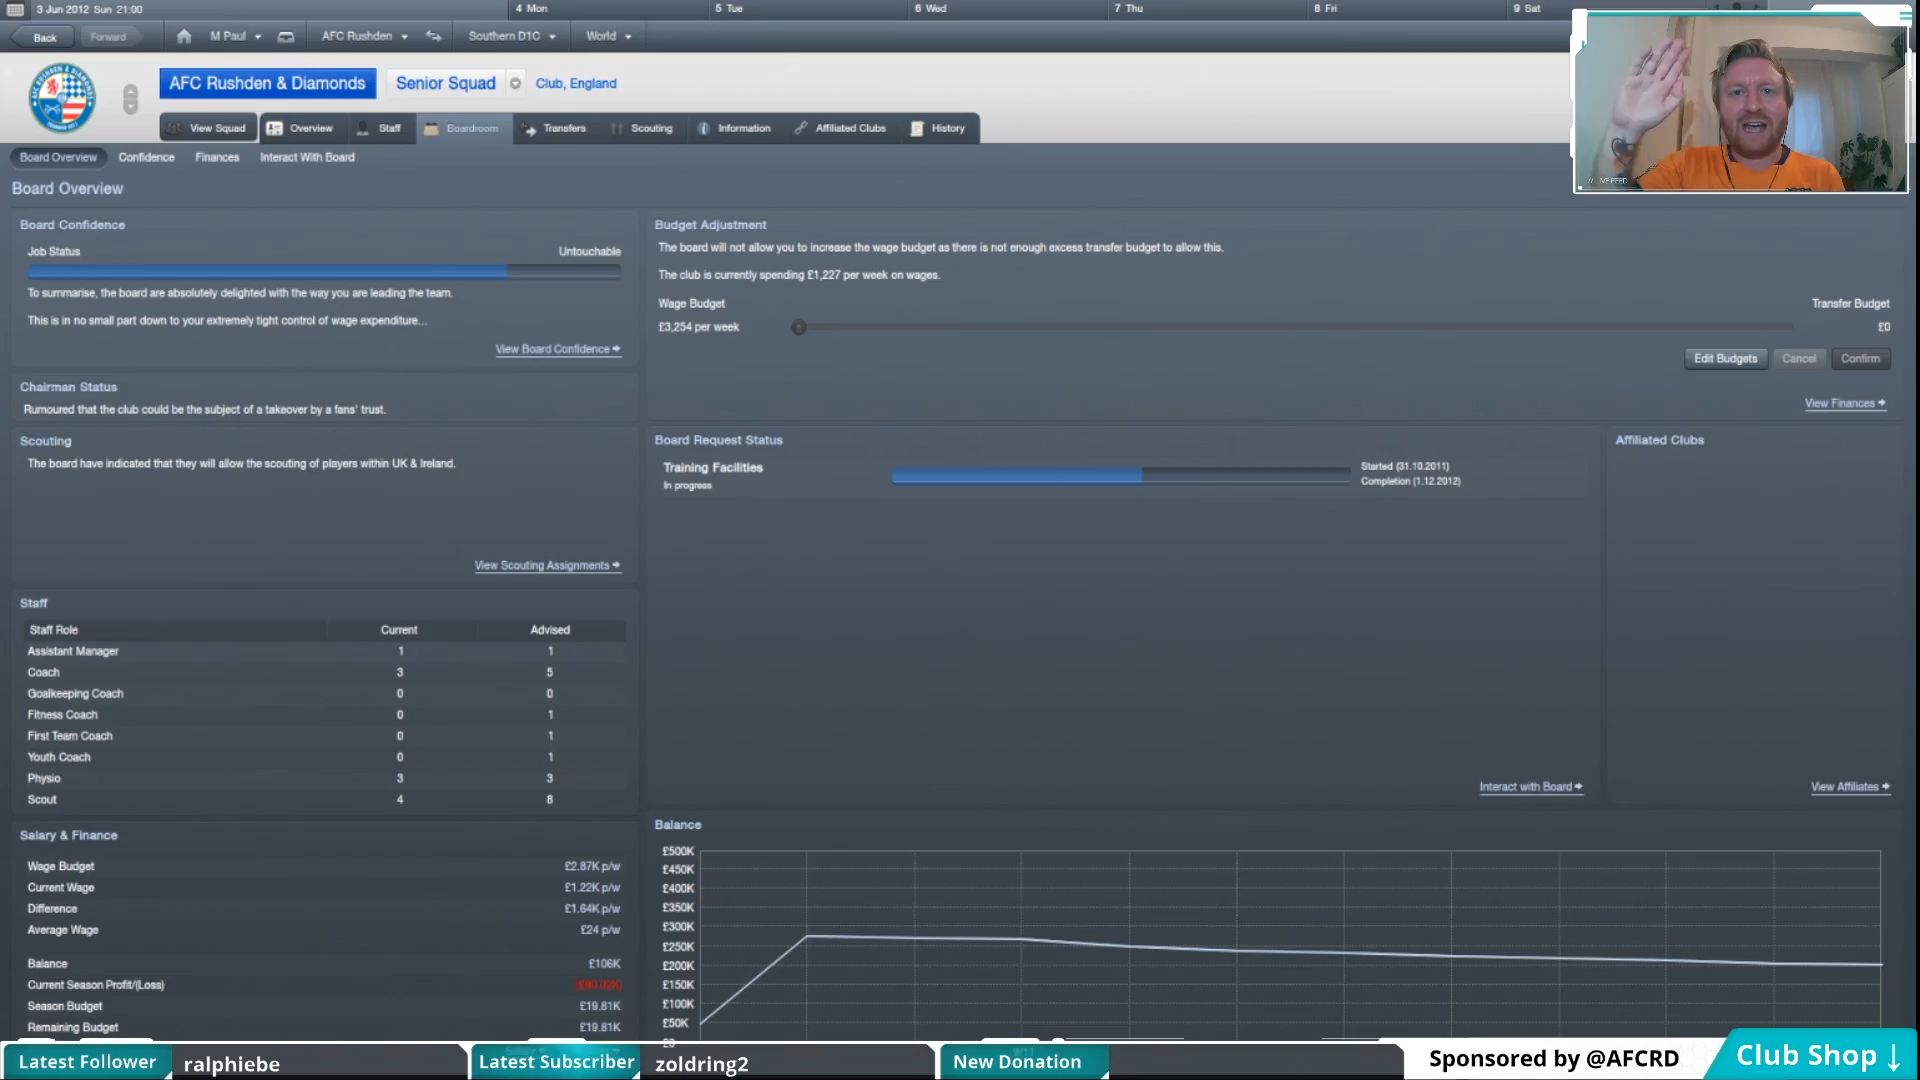 3 Jun 2012 Sun 21:00
4 Mon
5 Tue
6 Wed
7 Thu
8 Fri
9 Sat
Back
Forward
M Paul
AFC Rushden
Southern D1C
World
AFC Rushden & Diamonds
Senior Squad
Club, England
View Squad
Overview
Staff
Boardroom
Transfers
Scouting
Information
Affiliated Clubs
History
Board Overview
Confidence
Finances
Interact With Board
Board Overview
Board Confidence
Job Status
Untouchable
To summarise, the board are absolutely delighted with the way you are leading the team.
This is in no small part down to your extremely tight control of wage expenditure...
View Board Confidence
Chairman Status
Rumoured that the club could be the subject of a takeover by a fans' trust.
Scouting
The board have indicated that they will allow the scouting of players within UK & Ireland.
View Scouting Assignments
Staff
Staff Role Current Advised
Assistant Manager 1 1
Coach 3 5
Goalkeeping Coach 0 0
Fitness Coach 0 1
First Team Coach 0 1
Youth Coach 0 1
Physio 3 3
Scout 4 8
Salary & Finance
Wage Budget £2.87K p/w
Current Wage £1.22K p/w
Difference £1.64K p/w
Average Wage £24 p/w
Balance £106K
Current Season Profit/(Loss)
Season Budget £19.81K
Remaining Budget £19.81K
Budget Adjustment
The board will not allow you to increase the wage budget as there is not enough excess transfer budget to allow this.
The club is currently spending £1,227 per week on wages.
Wage Budget
Transfer Budget
£3,254 per week
£0
Edit Budgets
Cancel
Confirm
View Finances
Board Request Status
Training Facilities
In progress
Started (31.10.2011)
Completion (1.12.2012)
Interact with Board
Affiliated Clubs
View Affiliates
Balance
£500K
£450K
£400K
£350K
£300K
£250K
£200K
£150K
£100K
£50K
£0
Latest Follower
ralphiebe
Latest Subscriber
zoldring2
New Donation
Sponsored by @AFCRD
Club Shop ↓